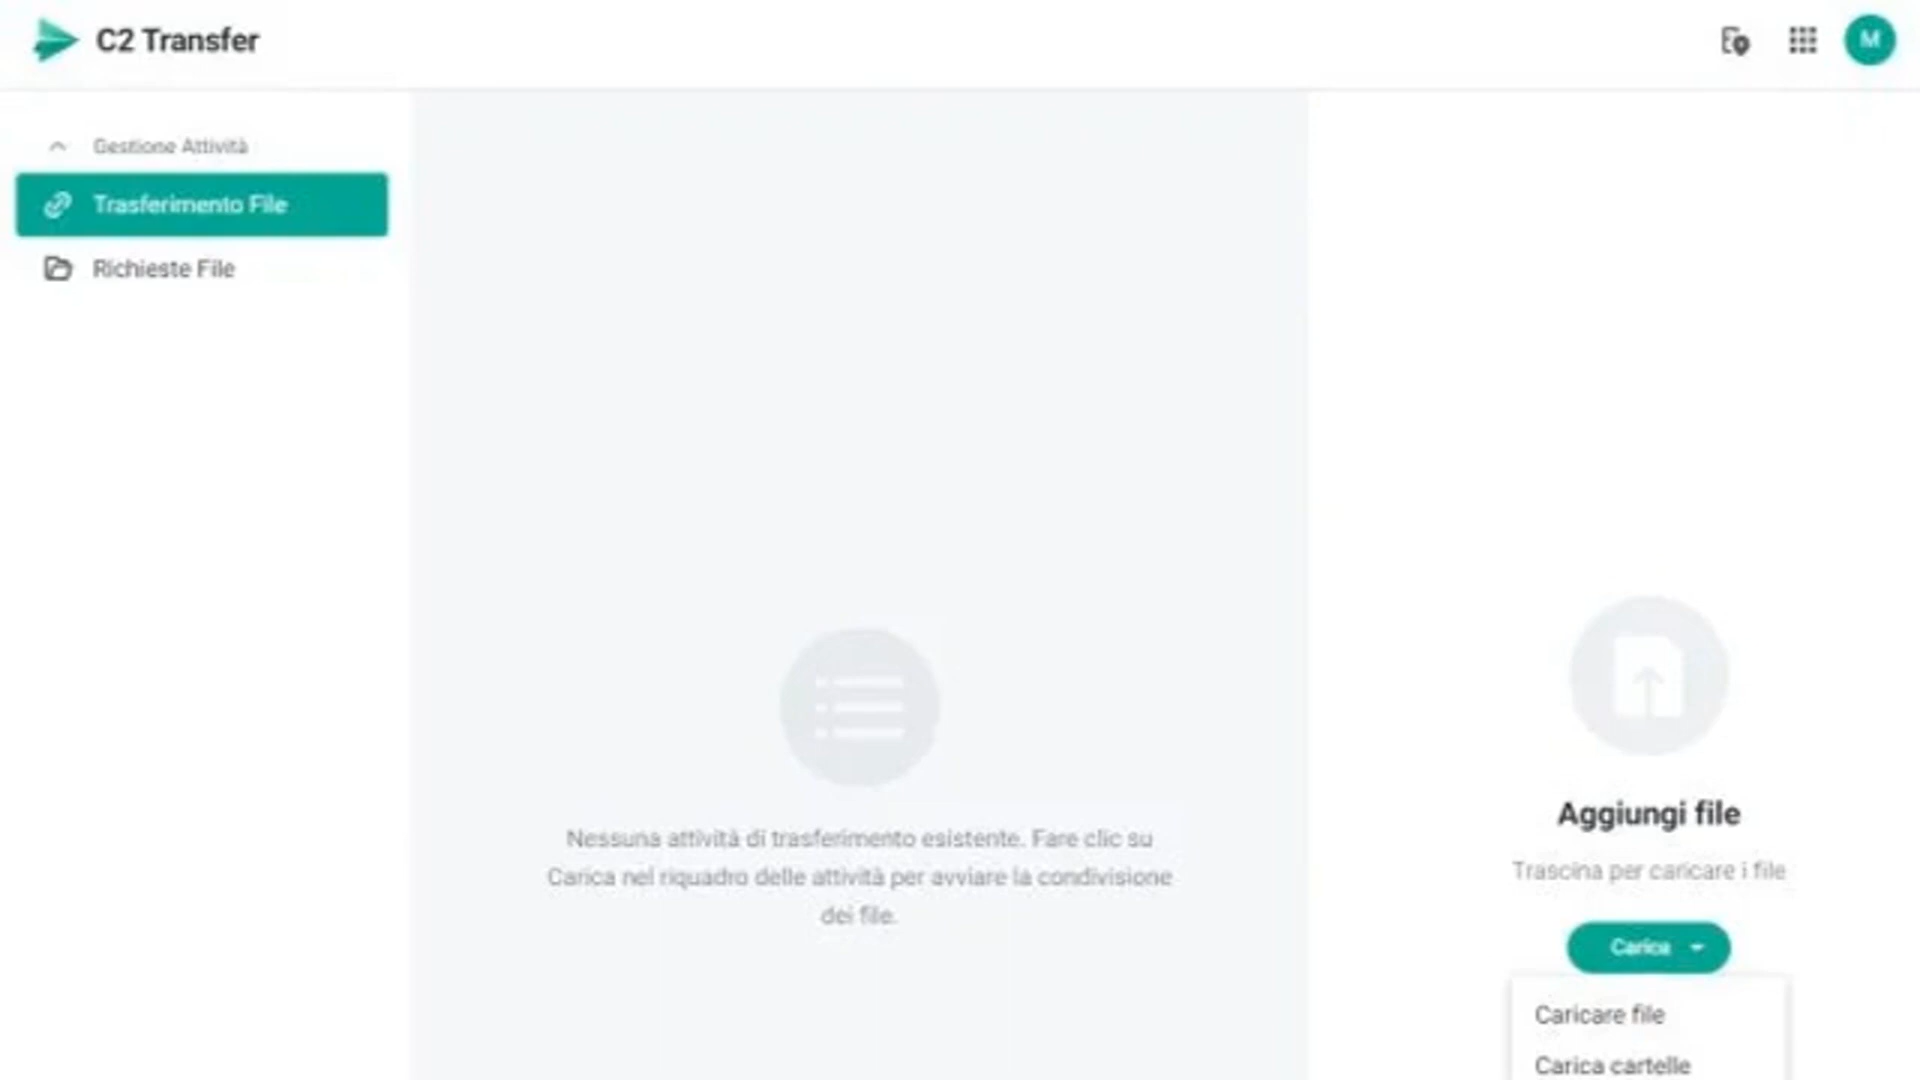 C2 Transfer
M
Gestione Attività
Trasferimento File
Richieste File
Nessuna attività di trasferimento esistente. Fare clic su
Carica nel riquadro delle attività per avviare la condivisione
dei file.
Aggiungi file
Trascina per caricare i file
Carica
Caricare file
Carica cartelle